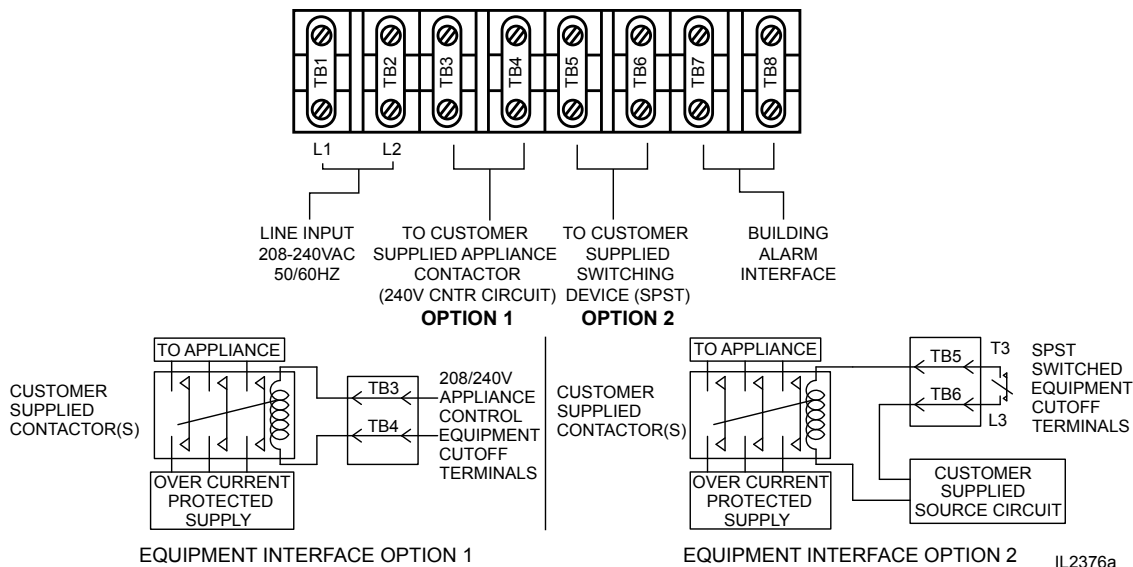 TB1 TB2 TB3 TB4 TB5 TB6 TB7 TB8
L1 L2
LINE INPUT
208-240VAC
50/60HZ
TO CUSTOMER
SUPPLIED APPLIANCE
CONTACTOR
(240V CNTR CIRCUIT)
OPTION 1
TO CUSTOMER
SUPPLIED
SWITCHING
DEVICE (SPST)
OPTION 2
BUILDING
ALARM
INTERFACE
TO APPLIANCE
CUSTOMER
SUPPLIED
CONTACTOR(S)
TB3
TB4
208/240V
APPLIANCE
CONTROL
EQUIPMENT
CUTOFF
TERMINALS
OVER CURRENT
PROTECTED
SUPPLY
EQUIPMENT INTERFACE OPTION 1
TO APPLIANCE
CUSTOMER
SUPPLIED
CONTACTOR(S)
TB5
TB6
T3
L3
SPST
SWITCHED
EQUIPMENT
CUTOFF
TERMINALS
OVER CURRENT
PROTECTED
SUPPLY
CUSTOMER
SUPPLIED
SOURCE CIRCUIT
EQUIPMENT INTERFACE OPTION 2
IL2376a